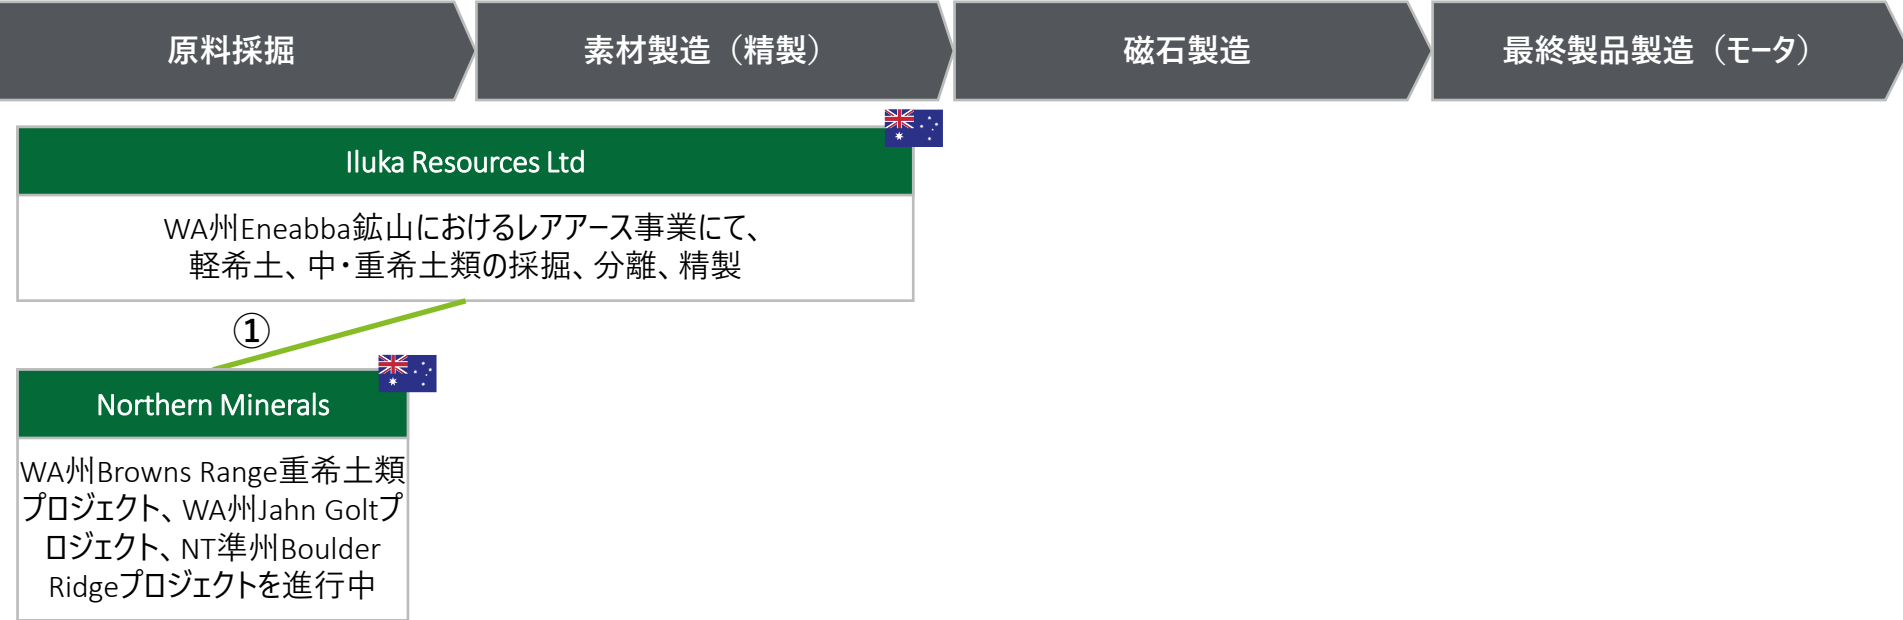 原料採掘
素材製造（精製）
磁石製造
最終製品製造（モータ）
Iluka Resources Ltd
WA州Eneabba鉱山におけるレアアース事業にて、
軽希土、中・重希土類の採掘、分離、精製
①
Northern Minerals
WA州Browns Range重希土類
プロジェクト、WA州Jahn Goltプ
ロジェクト、NT準州Boulder
Ridgeプロジェクトを進行中